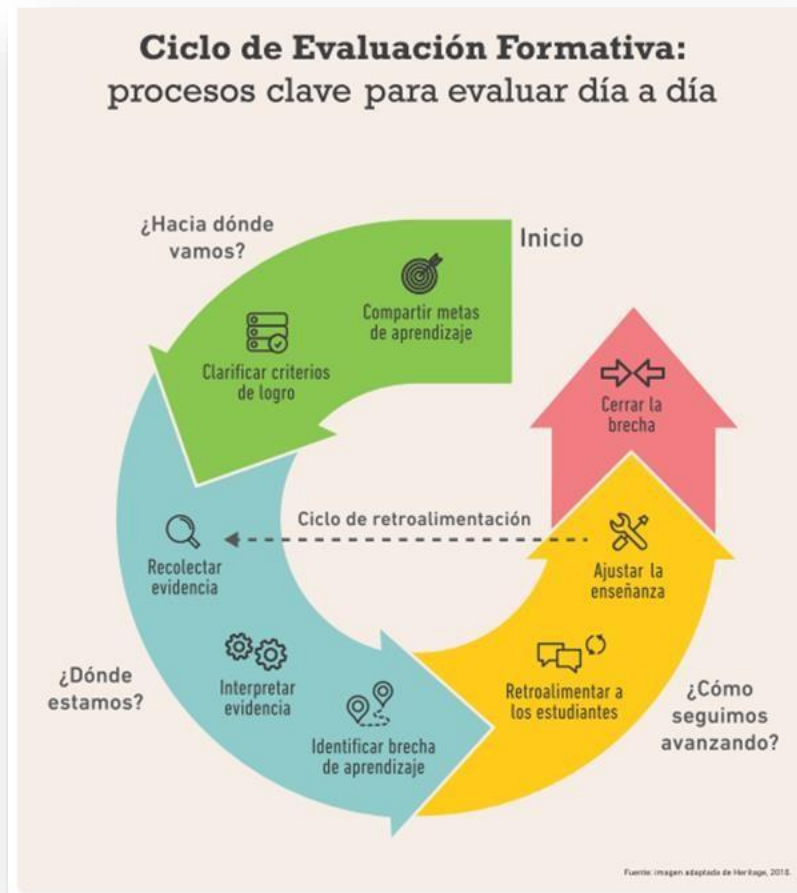 Ciclo de Evaluación Formativa:
procesos clave para evaluar día a día
¿Hacia dónde
vamos?
Inicio
Compartir metas
de aprendizaje
Clarificar criterios
de logro
Cerrar la
brecha
Ciclo de retroalimentación
Recolectar
evidencia
Ajustar la
enseñanza
¿Dónde
estamos?
Interpretar
evidencia
Identificar brecha
de aprendizaje
Retroalimentar a
los estudiantes
¿Cómo
seguimos
avanzando?
Fuente: imagen adaptada de Heritage, 2018.